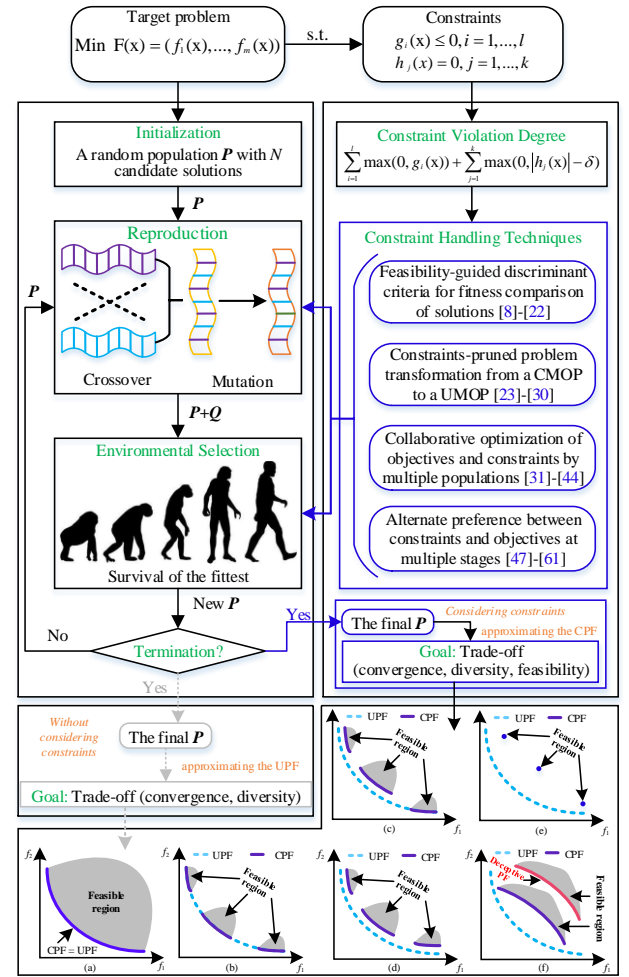 Target problem
Min F(x) = (f₁(x),..., fₘ(x))
s.t.
Constraints
gᵢ(x) ≤ 0, i = 1,...,l
hⱼ(x) = 0, j = 1,...,k
Initialization
A random population P with N
candidate solutions
P
Reproduction
P
Crossover
Mutation
P+Q
Environmental Selection
Survival of the fittest
New P
No
Termination?
Yes
Yes
Constraint Violation Degree
∑ᵢ₌₁ˡ max(0, gᵢ(x)) + ∑ⱼ₌₁ᵏ max(0, |hⱼ(x)| − δ)
Constraint Handling Techniques
Feasibility-guided discriminant
criteria for fitness comparison
of solutions [8]-[22]
Constraints-pruned problem
transformation from a CMOP
to a UMOP [23]-[30]
Collaborative optimization of
objectives and constraints by
multiple populations [31]-[44]
Alternate preference between
constraints and objectives at
multiple stages [47]-[61]
The final P
Considering constraints
approximating the CPF
Goal: Trade-off
(convergence, diversity, feasibility)
Without
considering
constraints
The final P
approximating the UPF
Goal: Trade-off (convergence, diversity)
f₂
Feasible
region
CPF = UPF
f₁
(a)
UPF
CPF
f₂
Feasible
region
f₁
(b)
UPF
CPF
f₂
Feasible
region
f₁
(c)
UPF
CPF
f₂
Feasible
region
f₁
(d)
UPF
CPF
f₂
Feasible
region
f₁
(e)
UPF
CPF
f₂
Deceptive
PF
Feasible
region
f₁
(f)